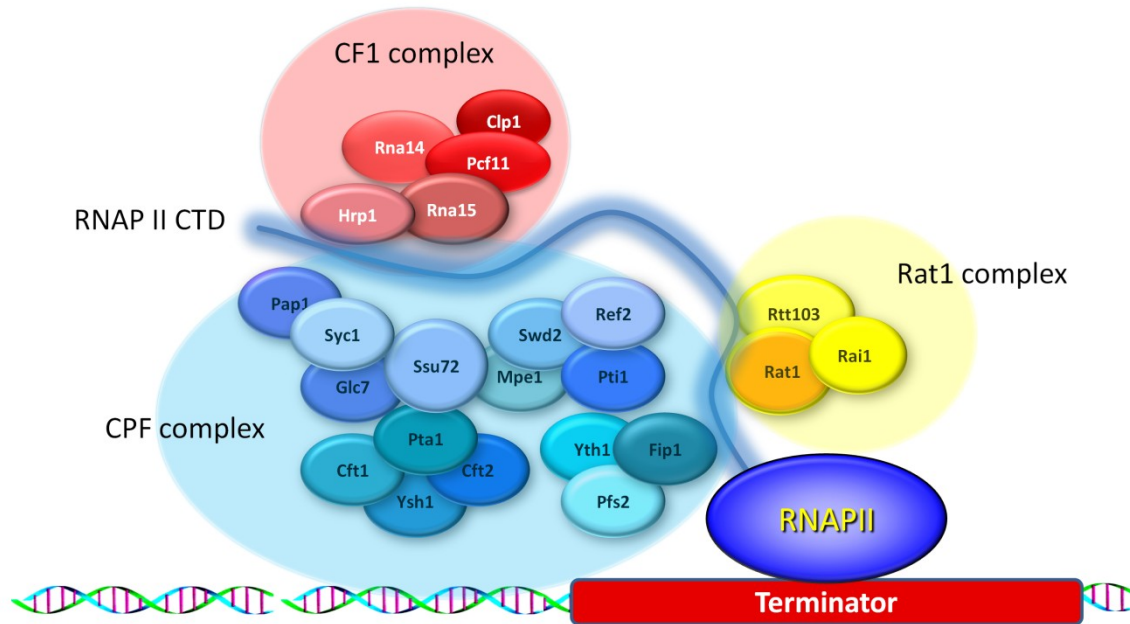 CF1 complex
Clp1
Rna14
Pcf11
Hrp1
Rna15
RNAP II CTD
Rat1 complex
Pap1
Syc1
Glc7
Ssu72
Swd2
Ref2
Mpe1
Pti1
Rtt103
Rat1
Rai1
CPF complex
Pta1
Cft1
Cft2
Ysh1
Yth1
Fip1
Pfs2
RNAPII
Terminator